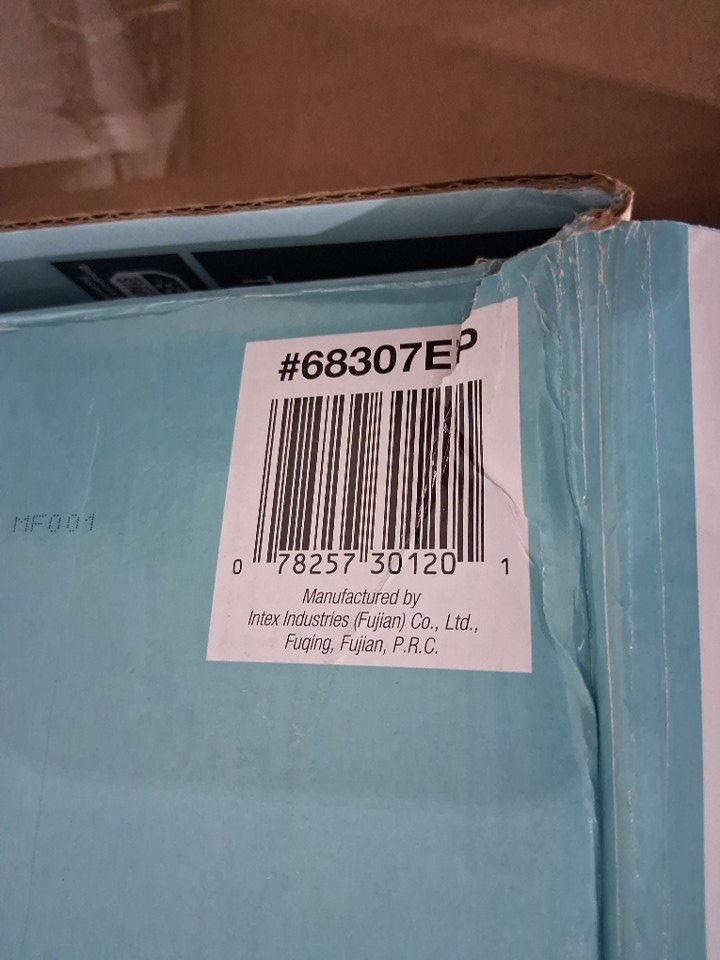 #68307EP
MF001
0 78257 30120 1
Manufactured by
Intex Industries (Fujian) Co., Ltd.,
Fuqing, Fujian, P.R.C.